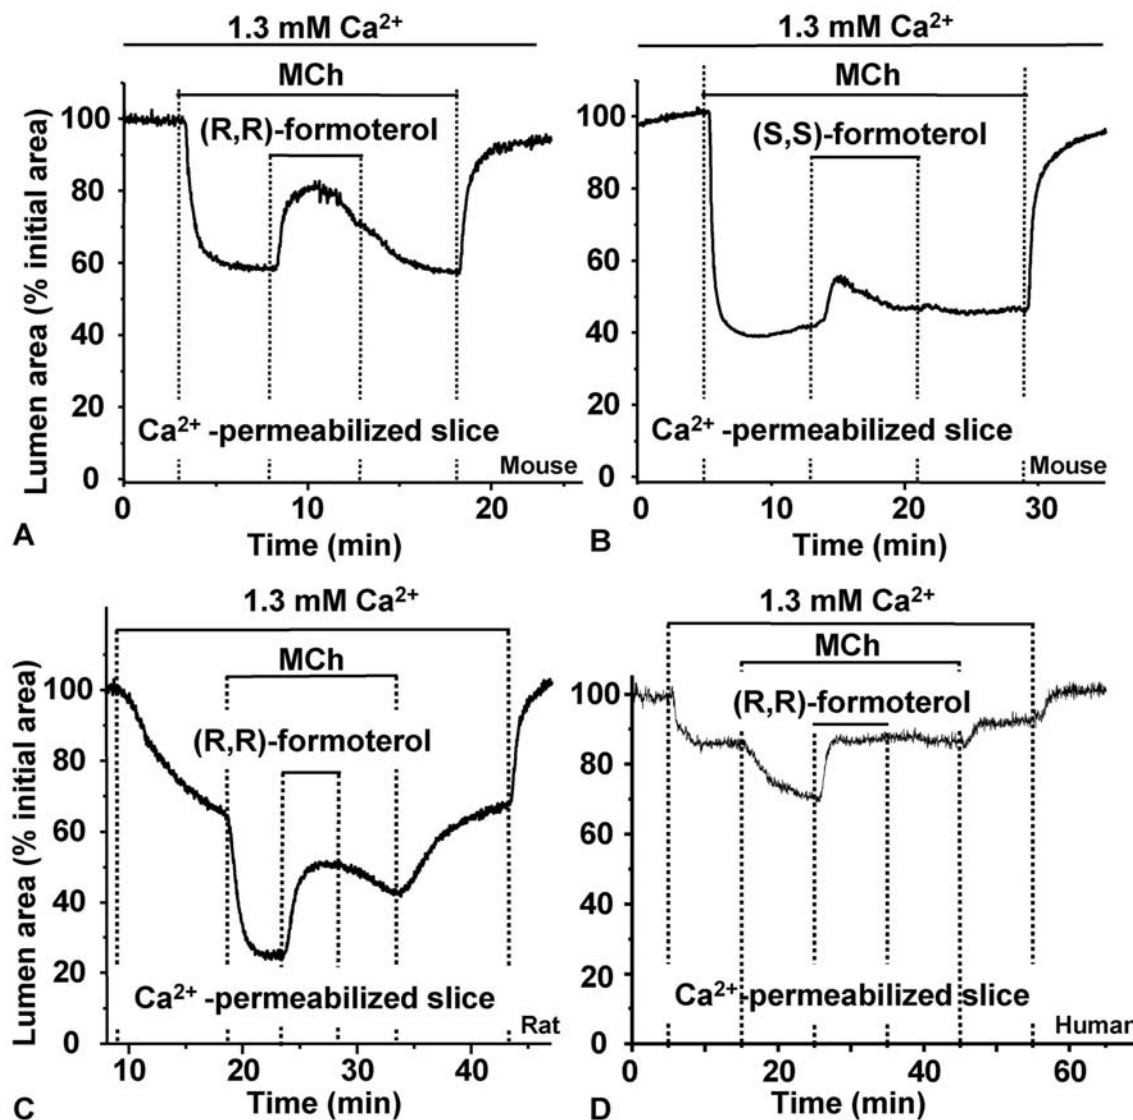 1.3 mM Ca²⁺
MCh
(R,R)-formoterol
Lumen area (% initial area)
100
80
60
40
20
0
Ca²⁺ -permeabilized slice
Mouse
0 10 20
Time (min)
A
1.3 mM Ca²⁺
MCh
(S,S)-formoterol
100
80
60
40
20
0
Ca²⁺ -permeabilized slice
Mouse
0 10 20 30
Time (min)
B
1.3 mM Ca²⁺
MCh
(R,R)-formoterol
Lumen area (% initial area)
100
80
60
40
20
0
Ca²⁺ -permeabilized slice
Rat
10 20 30 40
Time (min)
C
1.3 mM Ca²⁺
MCh
(R,R)-formoterol
100
80
60
40
20
0
Ca²⁺-permeabilized slice
Human
0 20 40 60
Time (min)
D